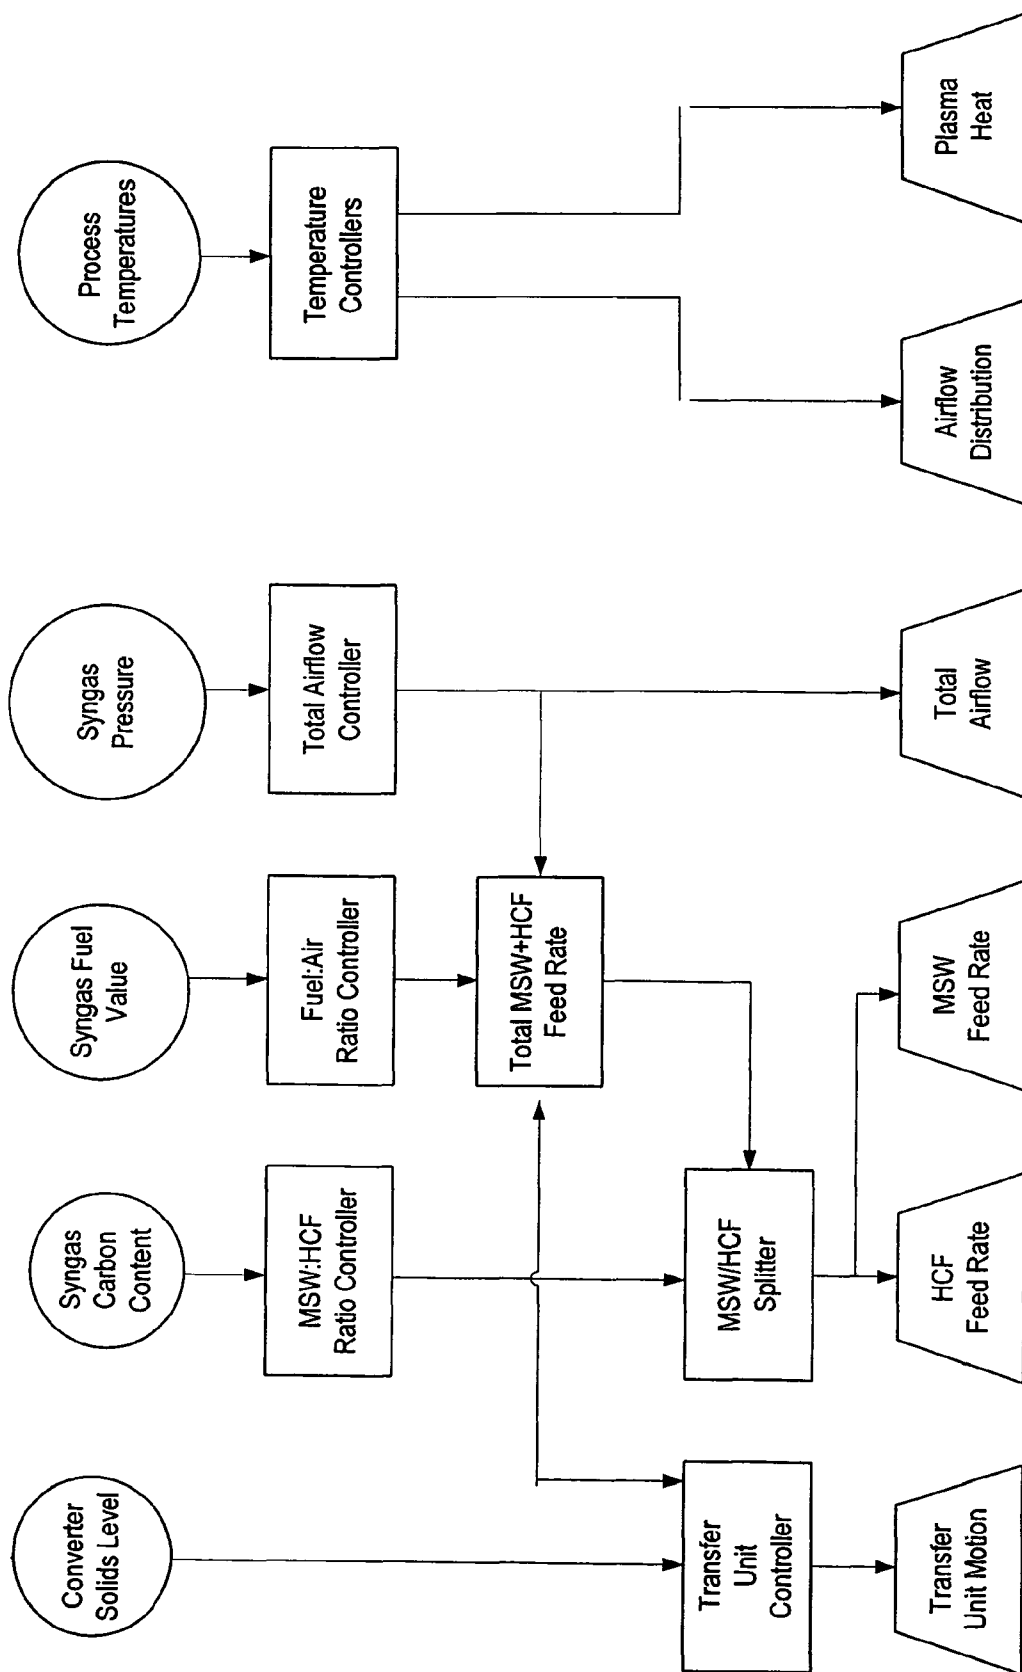 Converter
Solids Level
Syngas
Carbon
Content
Syngas Fuel
Value
Syngas
Pressure
Process
Temperatures
MSW:HCF
Ratio Controller
Fuel:Air
Ratio Controller
Total Airflow
Controller
Temperature
Controllers
Total MSW+HCF
Feed Rate
Transfer
Unit
Controller
MSW/HCF
Splitter
Transfer
Unit Motion
HCF
Feed Rate
MSW
Feed Rate
Total
Airflow
Airflow
Distribution
Plasma
Heat